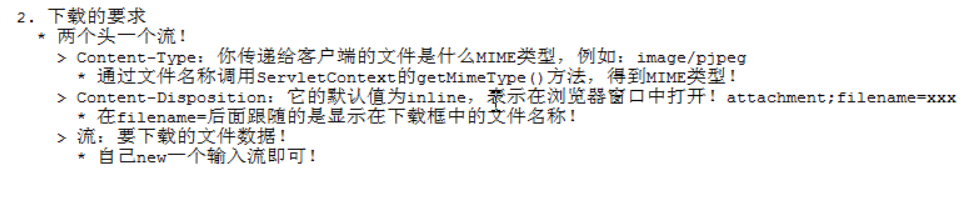 2. 下载的要求
* 两个头一个流！
> Content-Type：你传递给客户端的文件是什么MIME类型，例如：image/pjpeg
* 通过文件名称调用ServletContext的getMimeType()方法，得到MIME类型！
> Content-Disposition：它的默认值为inline，表示在浏览器窗口中打开！attachment;filename=xxx
* 在filename=后面跟随的是显示在下载框中的文件名称！
> 流：要下载的文件数据！
* 自己new一个输入流即可！